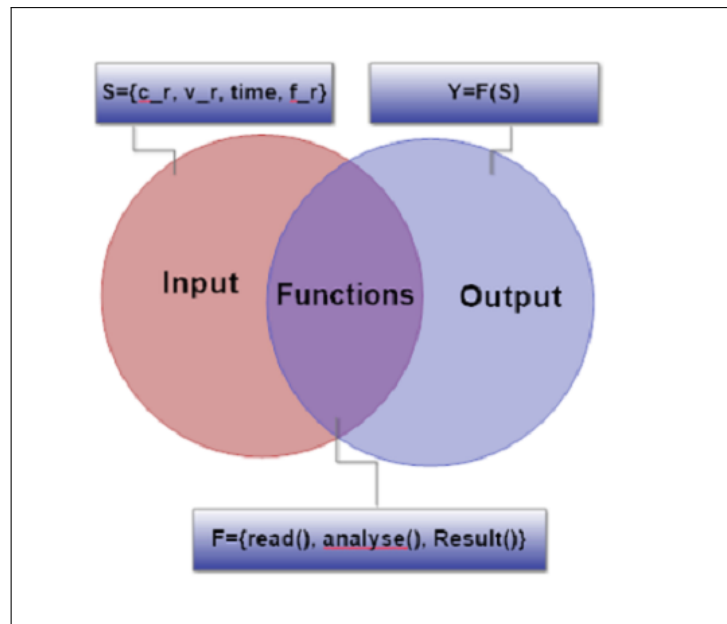 S={c_r, v_r, time, f_r}
Y=F(S)
Input
Functions
Output
F={read(), analyse(), Result()}